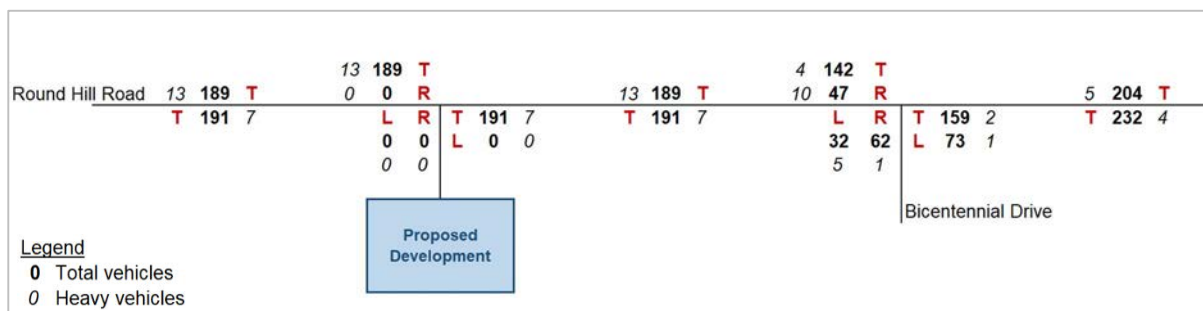 13 189 T
4 142 T
Round Hill Road 13 189 T
0 0 R
13 189 T
10 47 R
5 204 T
T 191 7
L R T 191 7
T 191 7
L R T 159 2
T 232 4
0 0 L 0 0
32 62 L 73 1
0 0
5 1
Bicentennial Drive
Proposed
Development
Legend
0 Total vehicles
0 Heavy vehicles